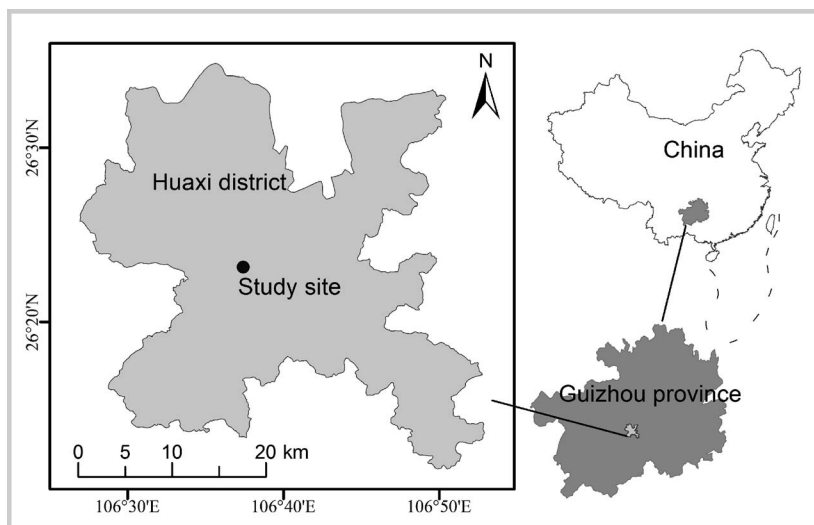 N
26°30'N
Huaxi district
China
Study site
26°20'N
Guizhou province
0 5 10 20 km
106°30'E 106°40'E 106°50'E